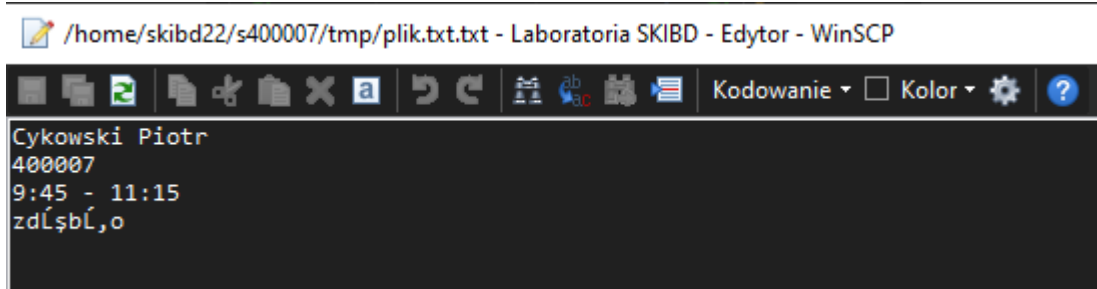 /home/skibd22/s400007/tmp/plik.txt.txt - Laboratoria SKIBD - Edytor - WinSCP
Kodowanie Kolor
Cykowski Piotr
400007
9:45 - 11:15
zdĹşbĹ‚o